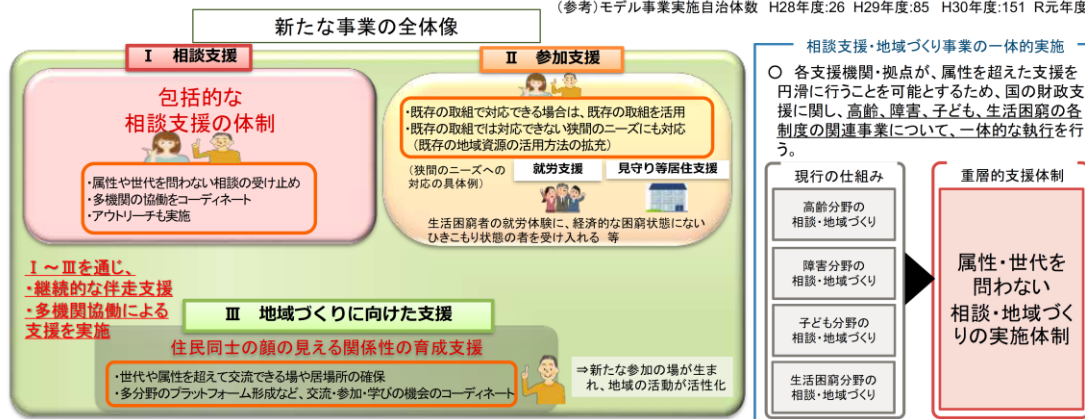 (参考)モデル事業実施自治体数 H28年度:26 H29年度:85 H30年度:151 R元年度
新たな事業の全体像
Ⅰ 相談支援
包括的な
相談支援の体制
・属性や世代を問わない相談の受け止め
・多機関の協働をコーディネート
・アウトリーチも実施
Ⅱ 参加支援
・既存の取組で対応できる場合は、既存の取組を活用
・既存の取組では対応できない狭間のニーズにも対応
(既存の地域資源の活用方法の拡充)
(狭間のニーズへの
対応の具体例)
就労支援
見守り等居住支援
生活困窮者の就労体験に、経済的な困窮状態にない
ひきこもり状態の者を受け入れる 等
Ⅰ~Ⅲを通じ、
・継続的な伴走支援
・多機関協働による
支援を実施
Ⅲ 地域づくりに向けた支援
住民同士の顔の見える関係性の育成支援
・世代や属性を超えて交流できる場や居場所の確保
・多分野のプラットフォーム形成など、交流・参加・学びの機会のコーディネート
⇒新たな参加の場が生ま
れ、地域の活動が活性化
相談支援・地域づくり事業の一体的実施
○ 各支援機関・拠点が、属性を超えた支援を
円滑に行うことを可能とするため、国の財政支
援に関し、高齢、障害、子ども、生活困窮の各
制度の関連事業について、一体的な執行を行
う。
現行の仕組み
高齢分野の
相談・地域づくり
障害分野の
相談・地域づくり
子ども分野の
相談・地域づくり
生活困窮分野の
相談・地域づくり
重層的支援体制
属性・世代を
問わない
相談・地域づく
りの実施体制